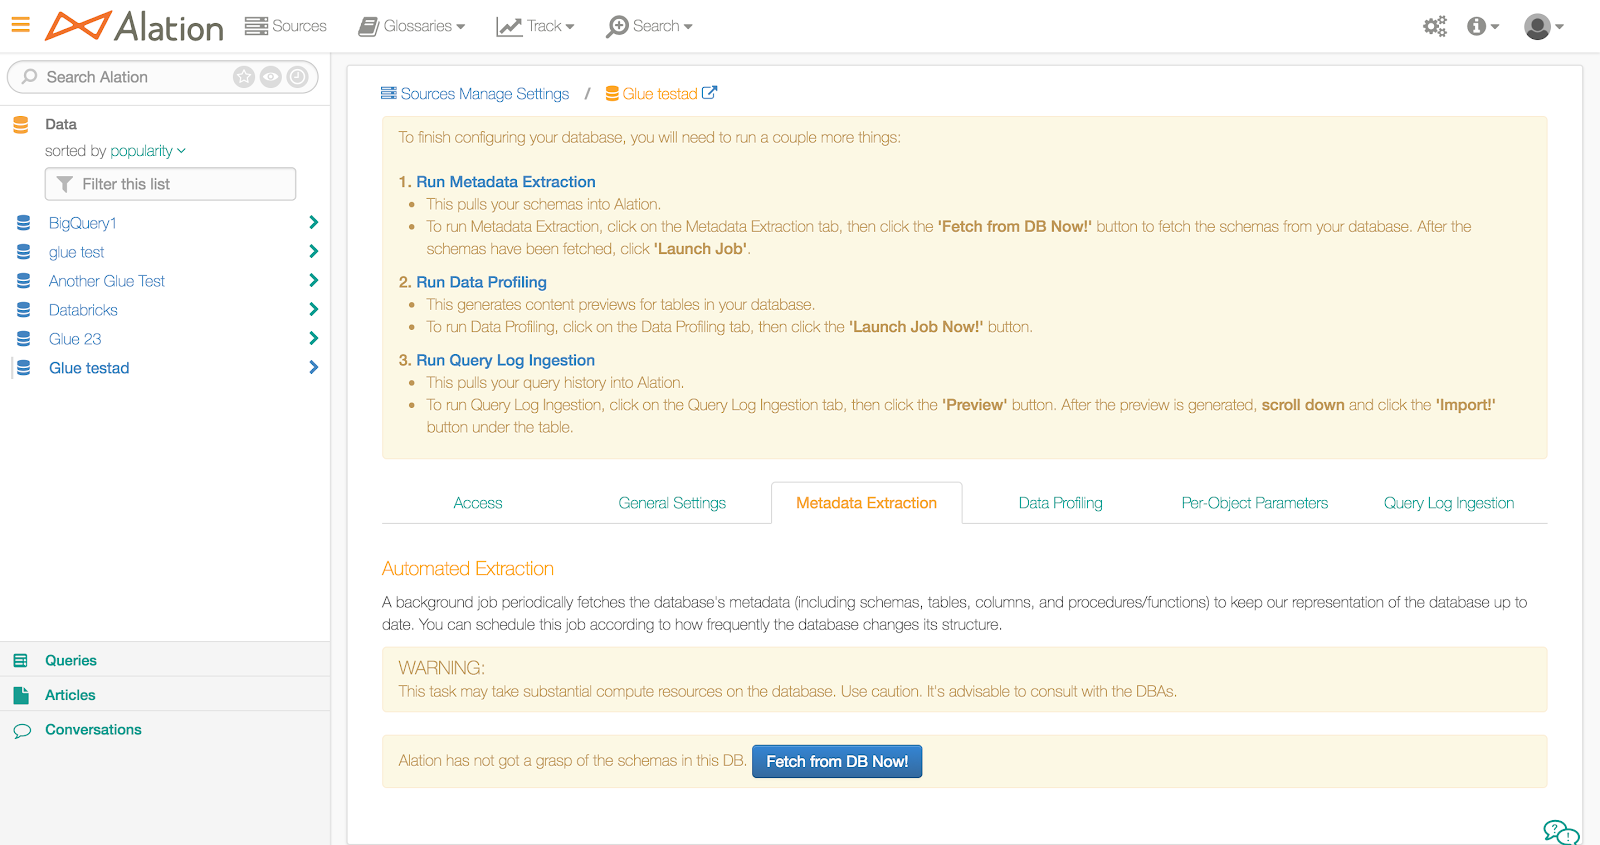 Alation
Sources
Glossaries
Track
Search
Search Alation
Data
sorted by popularity
Filter this list
BigQuery1
glue test
Another Glue Test
Databricks
Glue 23
Glue testad
Queries
Articles
Conversations
Sources Manage Settings / Glue testad
To finish configuring your database, you will need to run a couple more things:
1. Run Metadata Extraction
• This pulls your schemas into Alation.
• To run Metadata Extraction, click on the Metadata Extraction tab, then click the 'Fetch from DB Now!' button to fetch the schemas from your database. After the
schemas have been fetched, click 'Launch Job'.
2. Run Data Profiling
• This generates content previews for tables in your database.
• To run Data Profiling, click on the Data Profiling tab, then click the 'Launch Job Now!' button.
3. Run Query Log Ingestion
• This pulls your query history into Alation.
• To run Query Log Ingestion, click on the Query Log Ingestion tab, then click the 'Preview' button. After the preview is generated, scroll down and click the 'Import!'
button under the table.
Access
General Settings
Metadata Extraction
Data Profiling
Per-Object Parameters
Query Log Ingestion
Automated Extraction
A background job periodically fetches the database's metadata (including schemas, tables, columns, and procedures/functions) to keep our representation of the database up to
date. You can schedule this job according to how frequently the database changes its structure.
WARNING:
This task may take substantial compute resources on the database. Use caution. It's advisable to consult with the DBAs.
Alation has not got a grasp of the schemas in this DB. Fetch from DB Now!